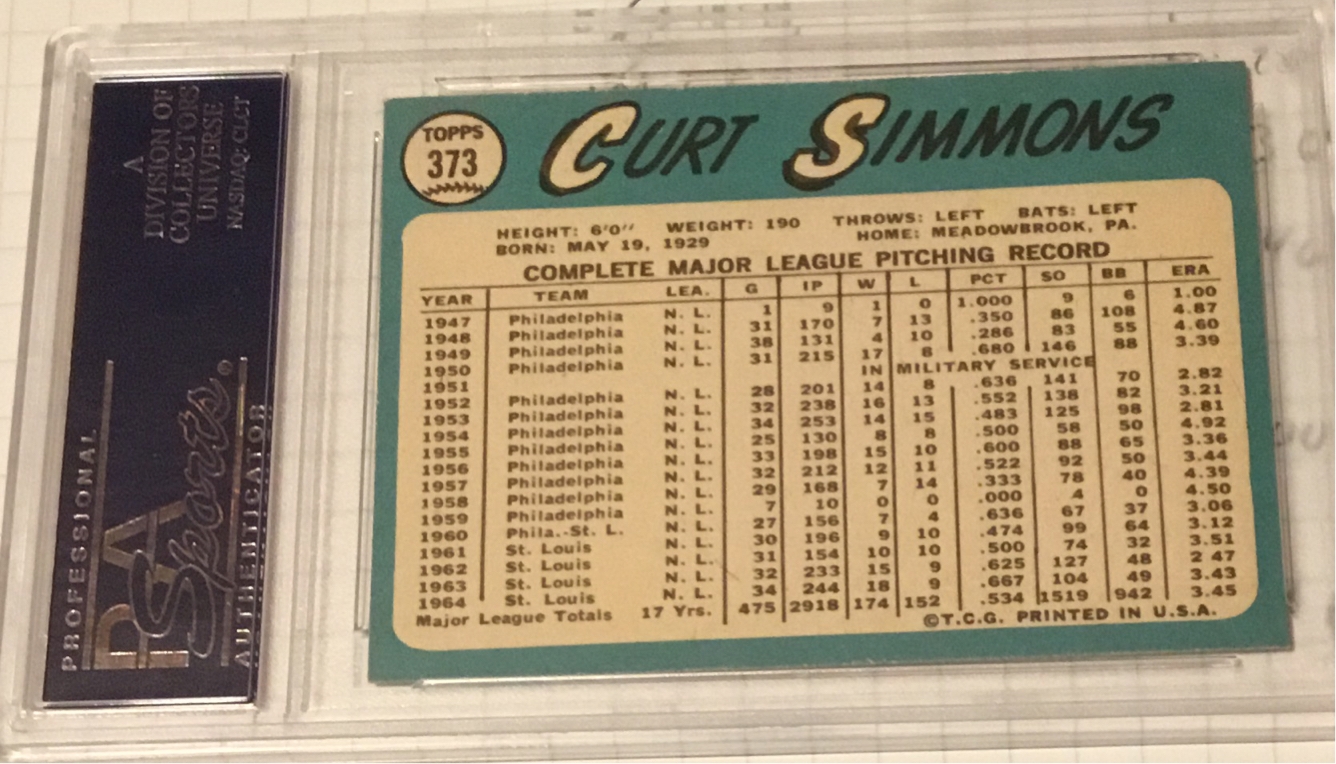 A
DIVISION OF
COLLECTORS
UNIVERSE
NASDAQ: CLCT
PROFESSIONAL
PSA
Sports®
AUTHENTICATOR
TOPPS
373
CURT SIMMONS
HEIGHT: 6'0" WEIGHT: 190 THROWS: LEFT BATS: LEFT
BORN: MAY 19, 1929 HOME: MEADOWBROOK, PA.
COMPLETE MAJOR LEAGUE PITCHING RECORD
YEAR TEAM LEA. G IP W L PCT SO BB ERA
1947 Philadelphia N. L. 1 9 1 0 1.000 9 6 1.00
1948 Philadelphia N. L. 31 170 7 13 .350 86 108 4.87
1949 Philadelphia N. L. 38 131 4 10 .286 83 55 4.60
1950 Philadelphia N. L. 31 215 17 8 .680 146 88 3.39
1951 IN MILITARY SERVICE
1952 Philadelphia N. L. 28 201 14 8 .636 141 70 2.82
1953 Philadelphia N. L. 32 238 16 13 .552 138 82 3.21
1954 Philadelphia N. L. 34 253 14 15 .483 125 98 2.81
1955 Philadelphia N. L. 25 130 8 8 .500 58 50 4.92
1956 Philadelphia N. L. 33 198 15 10 .600 88 65 3.36
1957 Philadelphia N. L. 32 212 12 11 .522 92 50 3.44
1958 Philadelphia N. L. 29 168 7 14 .333 78 40 4.39
1959 Philadelphia N. L. 7 10 0 0 .000 4 0 4.50
1960 Phila.-St. L. N. L. 27 156 7 4 .636 67 37 3.06
1961 St. Louis N. L. 30 196 9 10 .474 99 64 3.12
1962 St. Louis N. L. 31 154 10 10 .500 74 32 3.51
1963 St. Louis N. L. 32 233 15 9 .625 127 48 2 47
1964 St. Louis N. L. 34 244 18 9 .667 104 49 3.43
Major League Totals 17 Yrs. 475 2918 174 152 .534 1519 942 3.45
©T.C.G. PRINTED IN U.S.A.